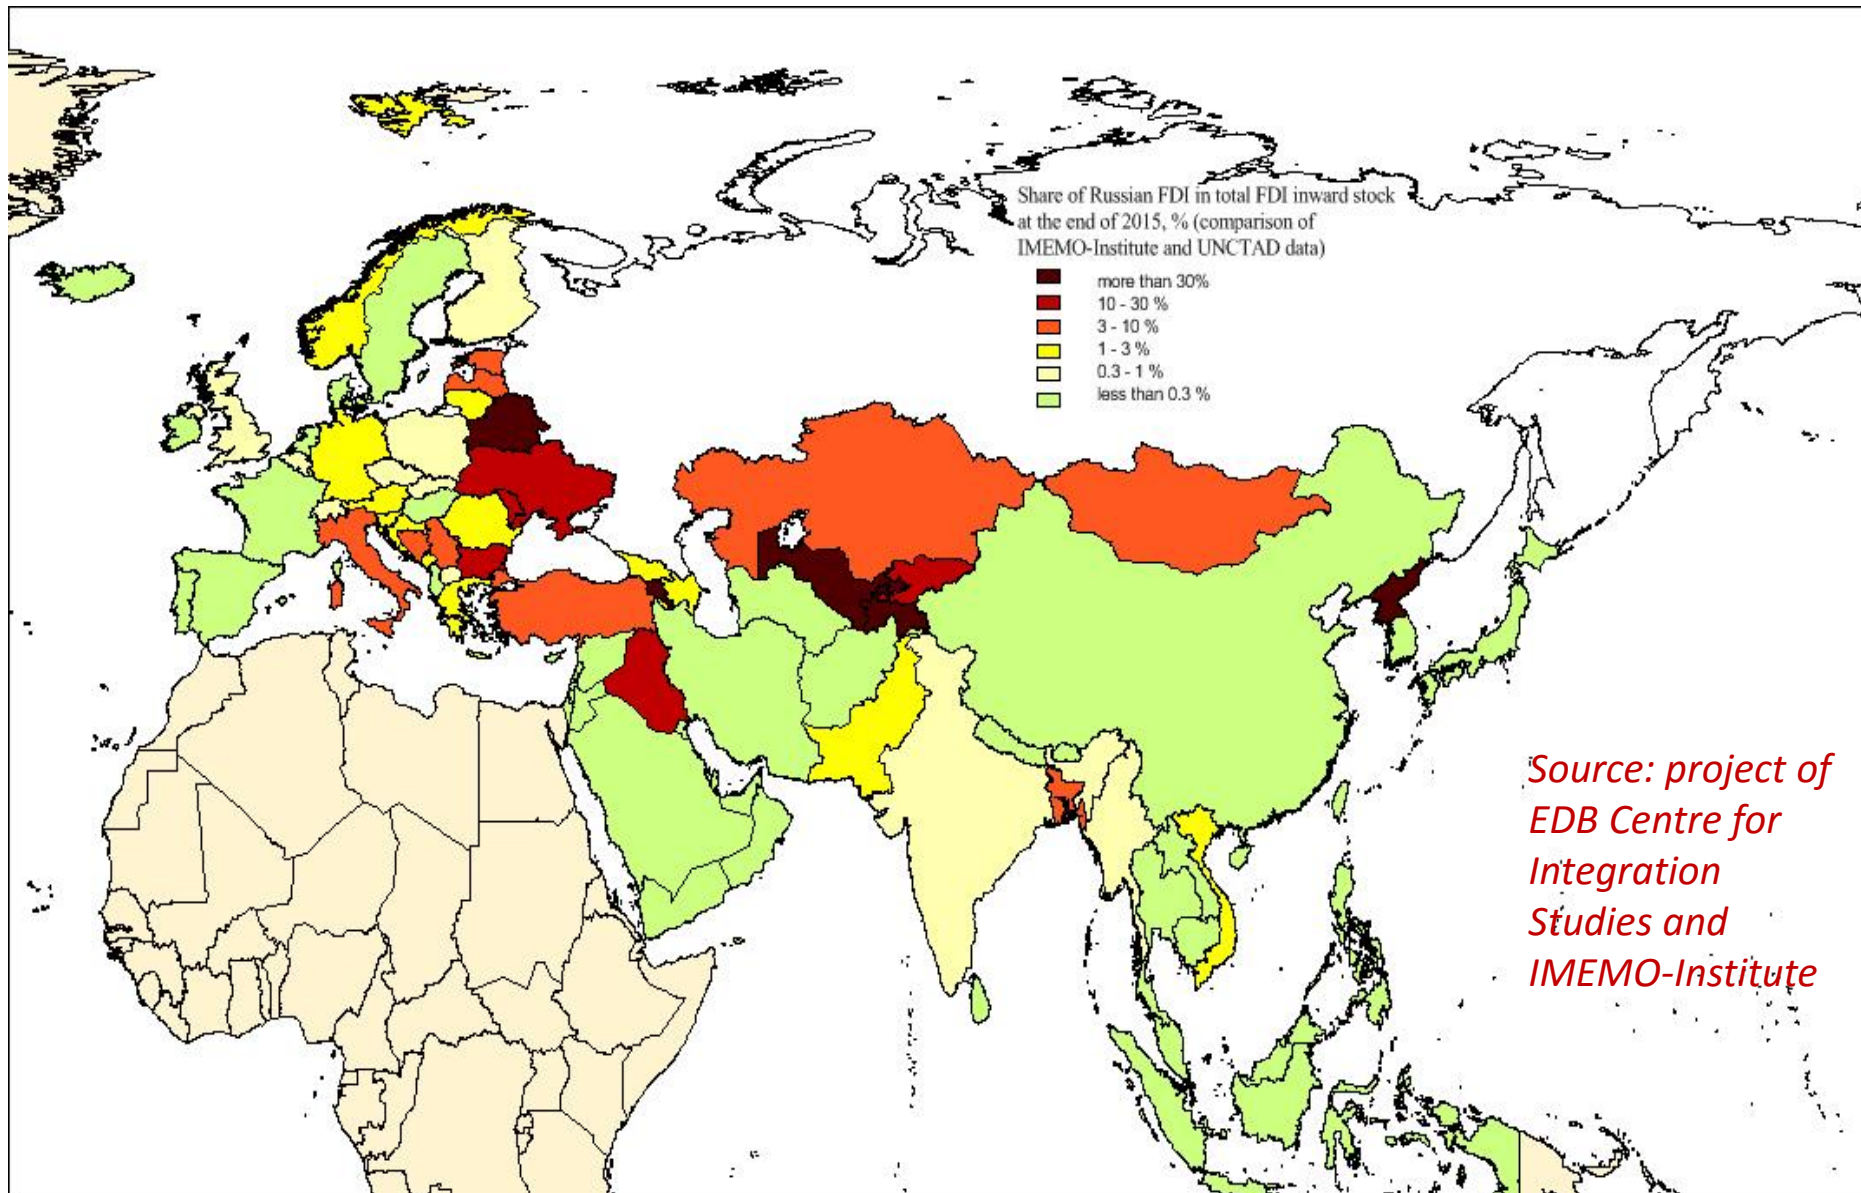 Share of Russian FDI in total FDI inward stock
at the end of 2015, % (comparison of
IMEMO-Institute and UNCTAD data)
more than 30%
10 - 30 %
3 - 10 %
1 - 3 %
0.3 - 1 %
less than 0.3 %
Source: project of
EDB Centre for
Integration
Studies and
IMEMO-Institute